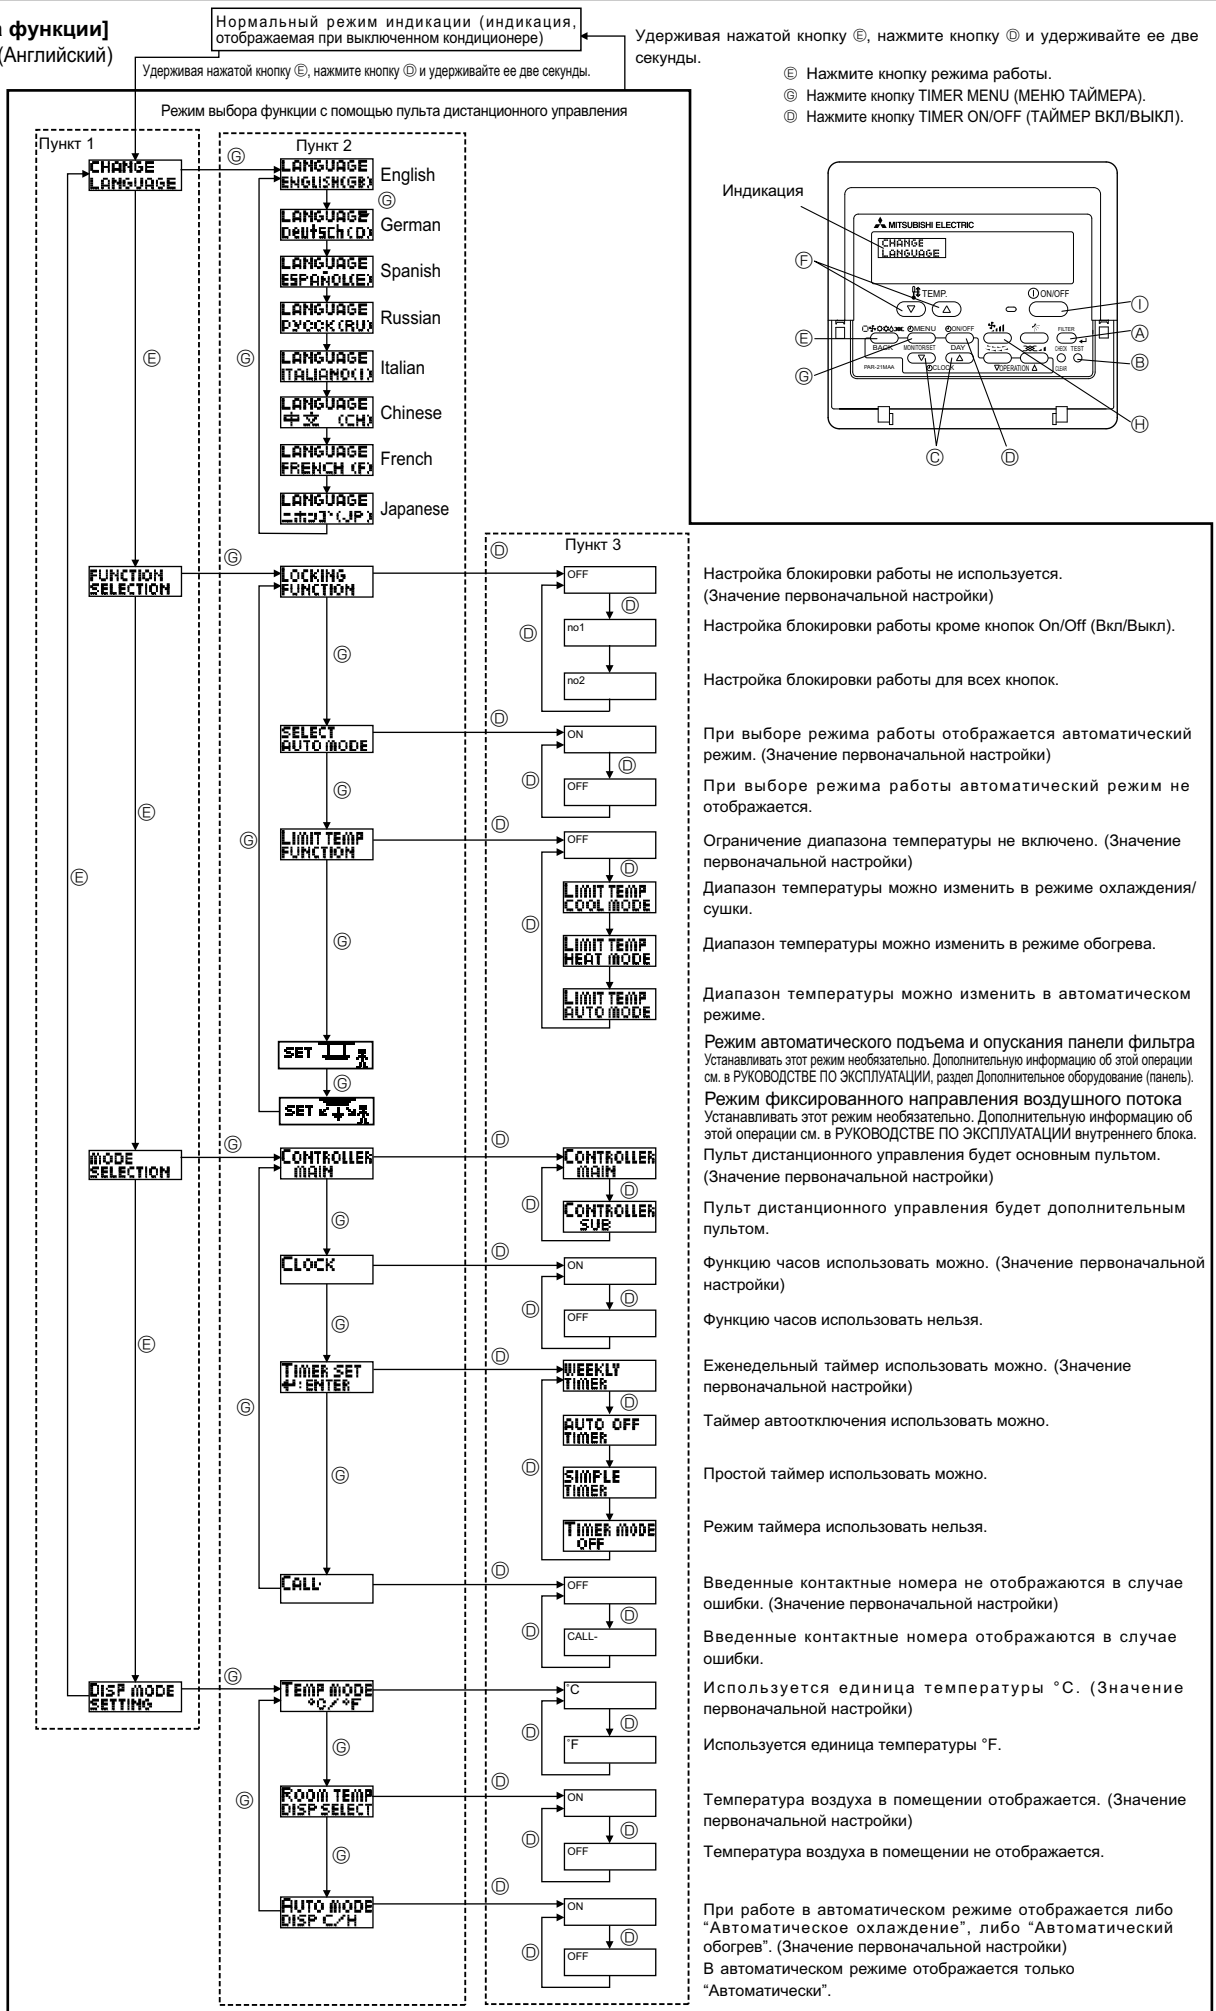 а функции]
(Английский)
Нормальный режим индикации (индикация,
отображаемая при выключенном кондиционере)
Удерживая нажатой кнопку Ⓔ, нажмите кнопку Ⓓ и удерживайте ее две секунды.
Удерживая нажатой кнопку Ⓔ, нажмите кнопку Ⓓ и удерживайте ее две
секунды.
Ⓔ Нажмите кнопку режима работы.
Ⓖ Нажмите кнопку TIMER MENU (МЕНЮ ТАЙМЕРА).
Ⓓ Нажмите кнопку TIMER ON/OFF (ТАЙМЕР ВКЛ/ВЫКЛ).
Режим выбора функции с помощью пульта дистанционного управления
Пункт 1
Пункт 2
CHANGE
LANGUAGE
Ⓖ
LANGUAGE
ENGLISH(GB)
English
Ⓖ
LANGUAGE
Deutsch(D)
German
LANGUAGE
ESPAÑOL(E)
Spanish
LANGUAGE
РУССК(RU)
Russian
LANGUAGE
ITALIANO(I)
Italian
LANGUAGE
中文 (CH)
Chinese
LANGUAGE
FRENCH (F)
French
LANGUAGE
ニホンゴ(JP)
Japanese
Ⓔ
Ⓖ
Индикация
MITSUBISHI ELECTRIC
CHANGE
LANGUAGE
TEMP.
ON/OFF
MENU
ON/OFF
FILTER
BACK
MONITOR/SET
DAY
CHECK
TEST
PAR-21MAA
CLOCK
OPERATION
CLEAR
Ⓕ
Ⓔ
Ⓖ
Ⓒ
Ⓓ
Ⓘ
Ⓐ
Ⓑ
Ⓗ
Пункт 3
FUNCTION
SELECTION
Ⓖ
LOCKING
FUNCTION
Ⓓ
OFF
Настройка блокировки работы не используется.
(Значение первоначальной настройки)
Ⓓ
Ⓓ
no1
Настройка блокировки работы кроме кнопок On/Off (Вкл/Выкл).
Ⓖ
no2
Настройка блокировки работы для всех кнопок.
SELECT
AUTO MODE
Ⓓ
ON
При выборе режима работы отображается автоматический
режим. (Значение первоначальной настройки)
Ⓓ
Ⓓ
Ⓖ
OFF
При выборе режима работы автоматический режим не
отображается.
Ⓔ
Ⓖ
LIMIT TEMP
FUNCTION
Ⓓ
OFF
Ограничение диапазона температуры не включено. (Значение
первоначальной настройки)
Ⓔ
Ⓓ
LIMIT TEMP
COOL MODE
Диапазон температуры можно изменить в режиме охлаждения/
сушки.
Ⓓ
Ⓖ
LIMIT TEMP
HEAT MODE
Диапазон температуры можно изменить в режиме обогрева.
LIMIT TEMP
AUTO MODE
Диапазон температуры можно изменить в автоматическом
режиме.
SET
Режим автоматического подъема и опускания панели фильтра
Устанавливать этот режим необязательно. Дополнительную информацию об этой операции
см. в РУКОВОДСТВЕ ПО ЭКСПЛУАТАЦИИ, раздел Дополнительное оборудование (панель).
Ⓖ
SET
Режим фиксированного направления воздушного потока
Устанавливать этот режим необязательно. Дополнительную информацию об
этой операции см. в РУКОВОДСТВЕ ПО ЭКСПЛУАТАЦИИ внутреннего блока.
MODE
SELECTION
Ⓖ
CONTROLLER
MAIN
Ⓓ
CONTROLLER
MAIN
Пульт дистанционного управления будет основным пультом.
(Значение первоначальной настройки)
Ⓓ
Ⓓ
Ⓖ
CONTROLLER
SUB
Пульт дистанционного управления будет дополнительным
пультом.
CLOCK
Ⓓ
ON
Функцию часов использовать можно. (Значение первоначальной
настройки)
Ⓓ
Ⓓ
Ⓖ
OFF
Функцию часов использовать нельзя.
Ⓔ
TIMER SET
↵:ENTER
Ⓓ
WEEKLY
TIMER
Еженедельный таймер использовать можно. (Значение
первоначальной настройки)
Ⓖ
Ⓓ
AUTO OFF
TIMER
Таймер автоотключения использовать можно.
Ⓓ
Ⓖ
SIMPLE
TIMER
Простой таймер использовать можно.
TIMER MODE
OFF
Режим таймера использовать нельзя.
CALL-
Ⓓ
OFF
Введенные контактные номера не отображаются в случае
ошибки. (Значение первоначальной настройки)
Ⓓ
Ⓓ
CALL-
Введенные контактные номера отображаются в случае
ошибки.
DISP MODE
SETTING
Ⓖ
TEMP MODE
°C/°F
°C
Используется единица температуры °C. (Значение
первоначальной настройки)
Ⓓ
Ⓓ
Ⓖ
°F
Используется единица температуры °F.
ROOM TEMP
DISP SELECT
Ⓓ
ON
Температура воздуха в помещении отображается. (Значение
первоначальной настройки)
Ⓖ
Ⓓ
Ⓓ
Ⓖ
OFF
Температура воздуха в помещении не отображается.
AUTO MODE
DISP C/H
Ⓓ
ON
При работе в автоматическом режиме отображается либо
“Автоматическое охлаждение”, либо “Автоматический
обогрев”. (Значение первоначальной настройки)
Ⓓ
Ⓓ
OFF
В автоматическом режиме отображается только
“Автоматически”.